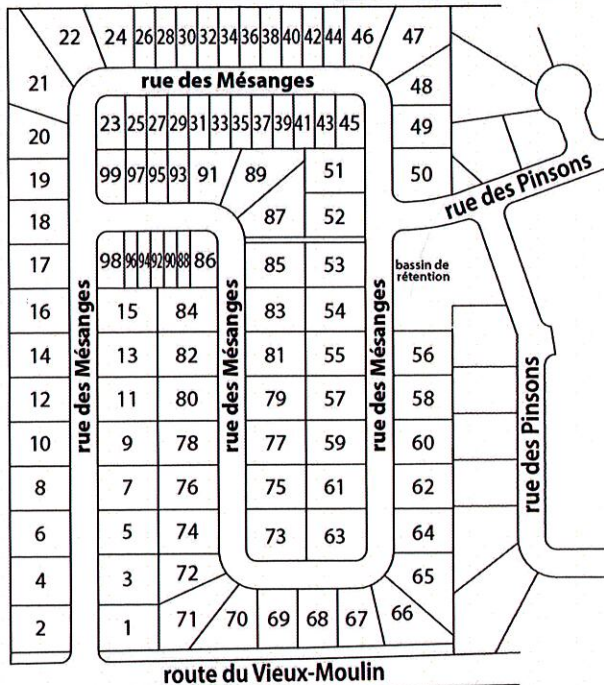 22 24 26 28 30 32 34 36 38 40 42 44 46 47
rue des Mésanges
21 48
23 25 27 29 31 33 35 37 39 41 43 45 49
20
99 97 95 93 91 89 51 50
19
rue des Pinsons
18 87 52
17 98 96 94 92 90 88 86 85 53
bassin de
rétention
16 15 84 83 54
rue des Mésanges
rue des Mésanges
rue des Mésanges
rue des Pinsons
14 13 82 81 55 56
12 11 80 79 57 58
10 9 78 77 59 60
8 7 76 75 61 62
6 5 74 73 63 64
4 3 72 65
2 1 71 70 69 68 67 66
route du Vieux-Moulin